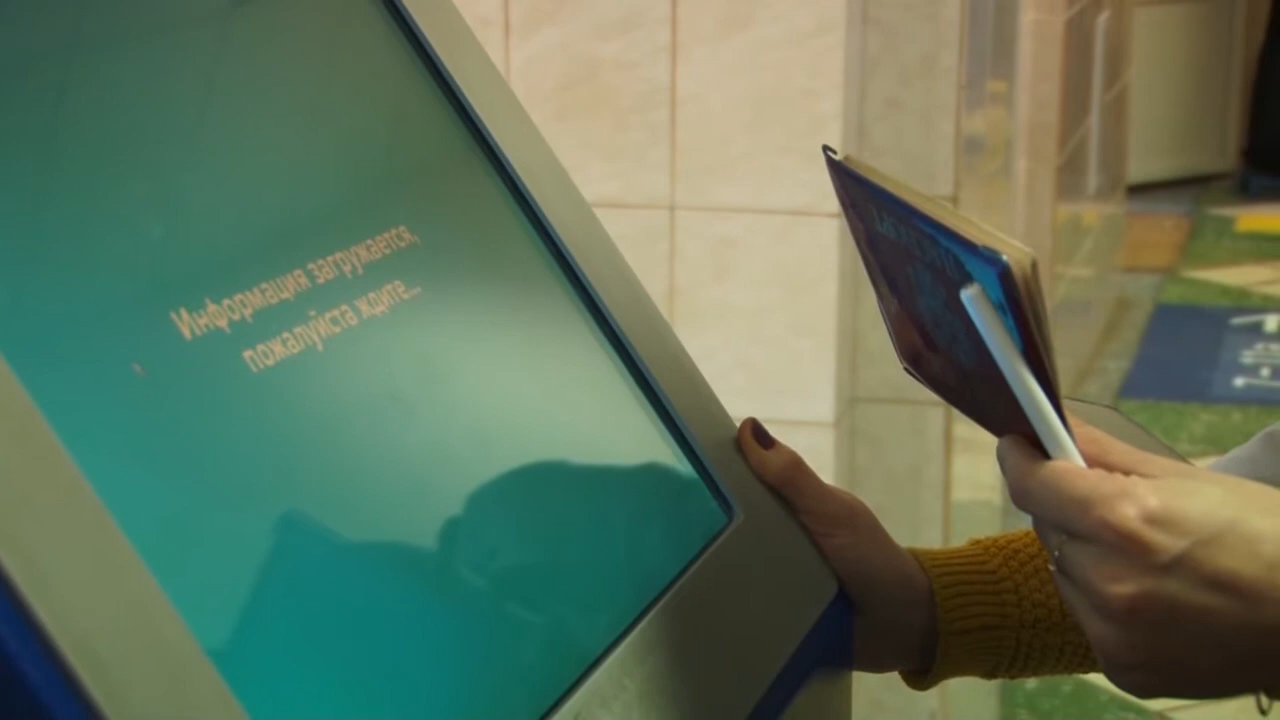 Информация загружается,
пожалуйста ждите...